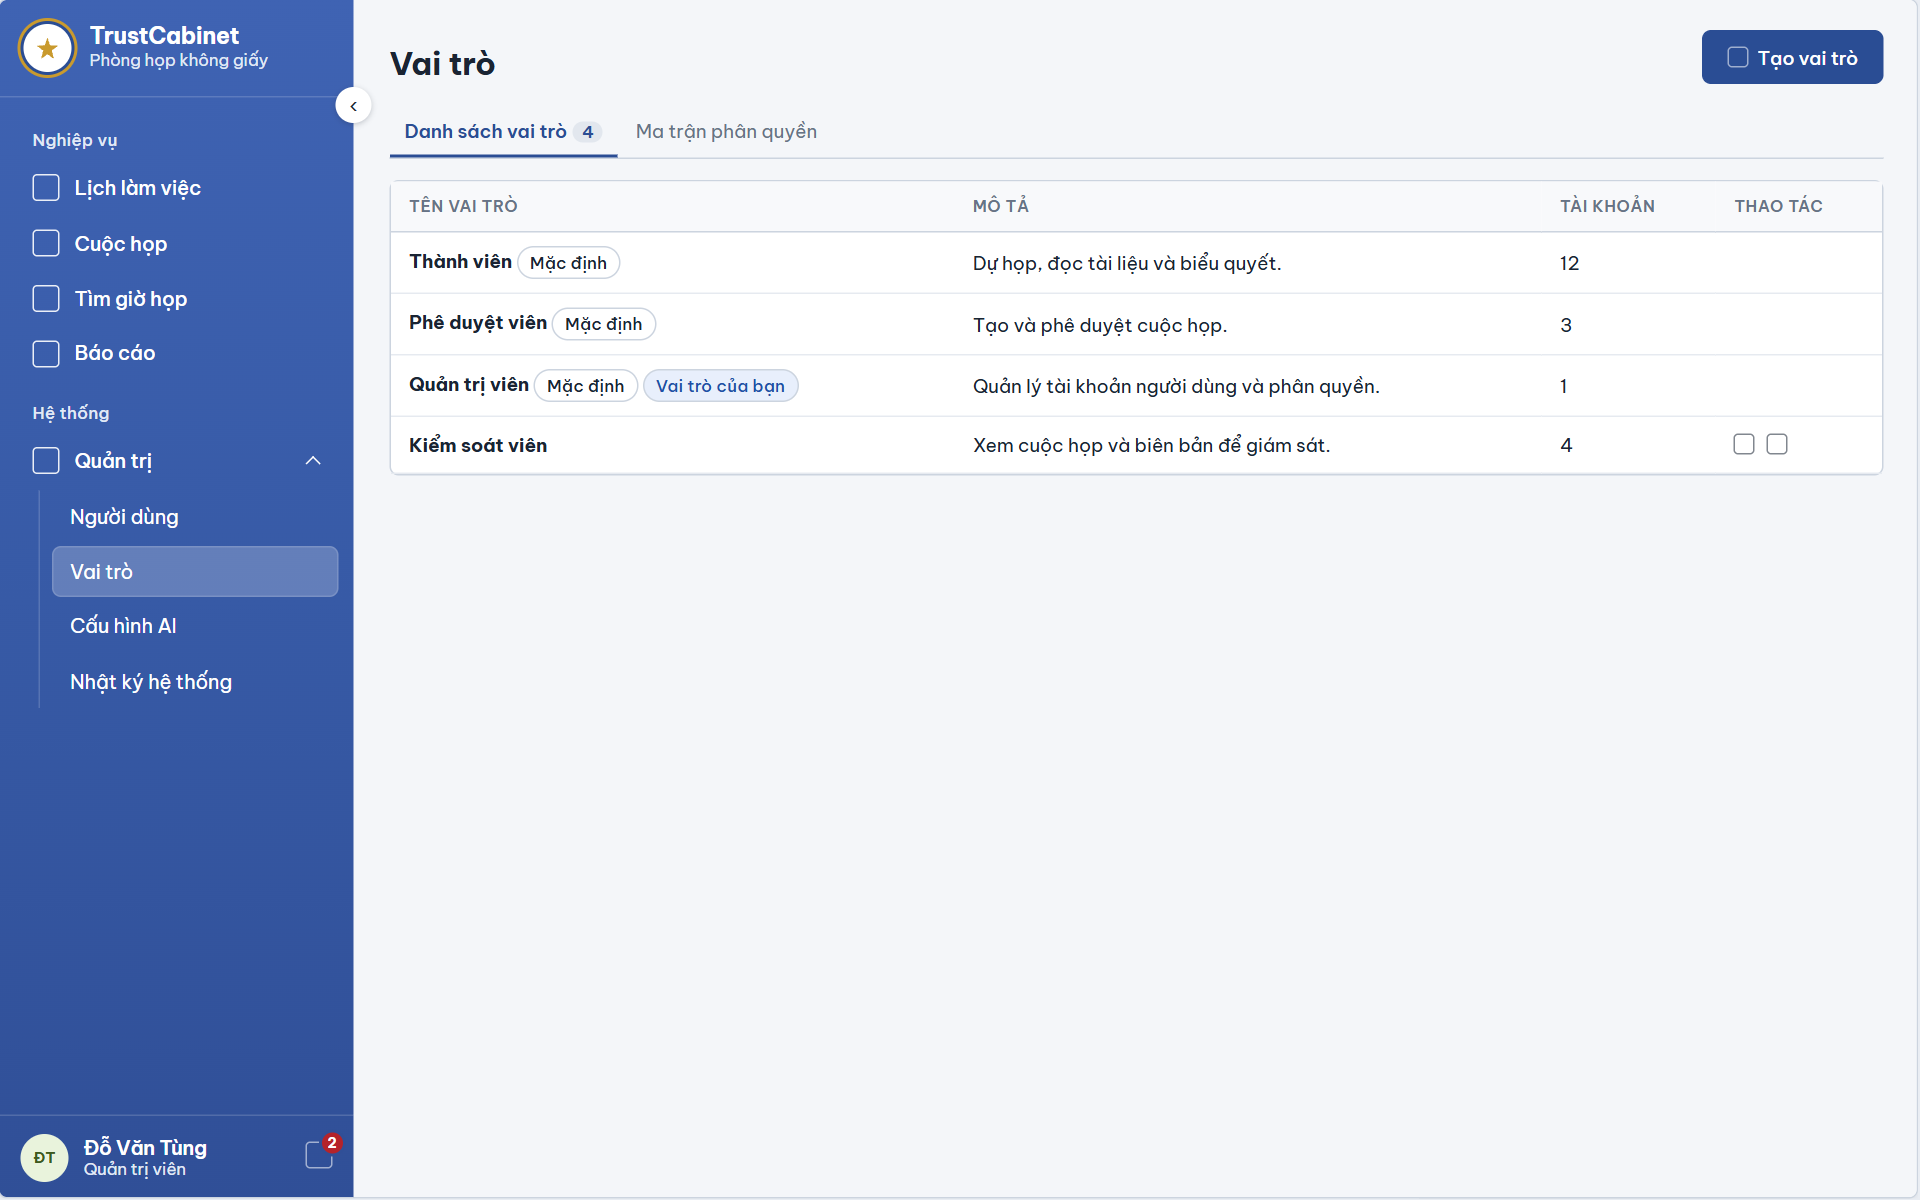 TrustCabinet
Phòng họp không giấy
Nghiệp vụ
Lịch làm việc
Cuộc họp
Tìm giờ họp
Báo cáo
Hệ thống
Quản trị
Người dùng
Vai trò
Cấu hình AI
Nhật ký hệ thống
ĐT
Đỗ Văn Tùng
Quản trị viên
2
Vai trò
Tạo vai trò
Danh sách vai trò 4 Ma trận phân quyền
TÊN VAI TRÒ MÔ TẢ TÀI KHOẢN THAO TÁC
Thành viên Mặc định Dự họp, đọc tài liệu và biểu quyết. 12
Phê duyệt viên Mặc định Tạo và phê duyệt cuộc họp. 3
Quản trị viên Mặc định Vai trò của bạn Quản lý tài khoản người dùng và phân quyền. 1
Kiểm soát viên Xem cuộc họp và biên bản để giám sát. 4